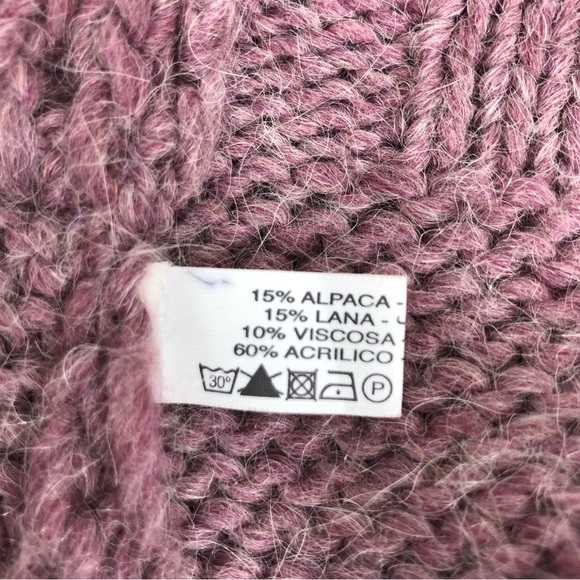 15% ALPACA -
15% LANA -
10% VISCOSA
60% ACRILICO
30° P